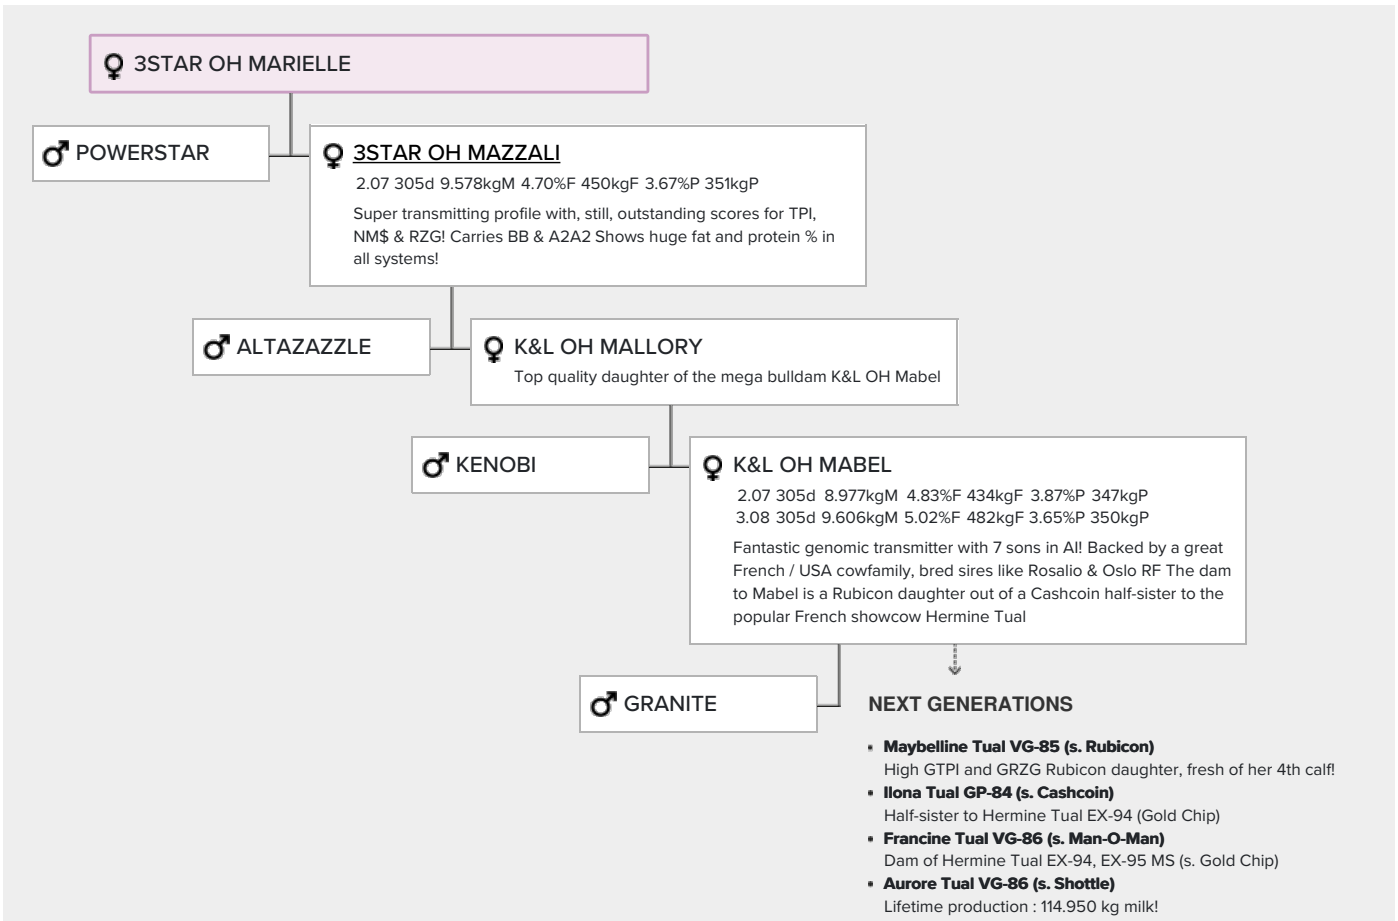 ♀ 3STAR OH MARIELLE
♂ POWERSTAR
♀ 3STAR OH MAZZALI
2.07 305d 9.578kgM 4.70%F 450kgF 3.67%P 351kgP
Super transmitting profile with, still, outstanding scores for TPI,
NM$ & RZG! Carries BB & A2A2 Shows huge fat and protein % in
all systems!
♂ ALTAZAZZLE
♀ K&L OH MALLORY
Top quality daughter of the mega bulldam K&L OH Mabel
♂ KENOBI
♀ K&L OH MABEL
2.07 305d 8.977kgM 4.83%F 434kgF 3.87%P 347kgP
3.08 305d 9.606kgM 5.02%F 482kgF 3.65%P 350kgP
Fantastic genomic transmitter with 7 sons in AI! Backed by a great
French / USA cowfamily, bred sires like Rosalio & Oslo RF The dam
to Mabel is a Rubicon daughter out of a Cashcoin half-sister to the
popular French showcow Hermine Tual
♂ GRANITE
NEXT GENERATIONS
• Maybelline Tual VG-85 (s. Rubicon)
High GTPI and GRZG Rubicon daughter, fresh of her 4th calf!
• Ilona Tual GP-84 (s. Cashcoin)
Half-sister to Hermine Tual EX-94 (Gold Chip)
• Francine Tual VG-86 (s. Man-O-Man)
Dam of Hermine Tual EX-94, EX-95 MS (s. Gold Chip)
• Aurore Tual VG-86 (s. Shottle)
Lifetime production : 114.950 kg milk!